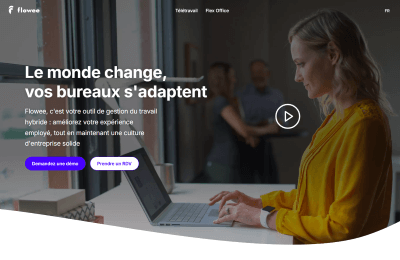 flowee
Télétravail Flex Office
FR
Le monde change,
vos bureaux s'adaptent
Flowee, c'est votre outil de gestion du travail
hybride : améliorez votre expérience
employé, tout en maintenant une culture
d'entreprise solide
Demandez une démo
Prendre un RDV